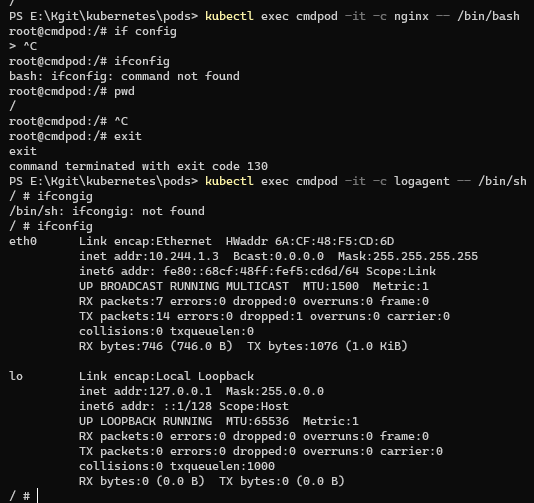 /
PS E:\Kgit\kubernetes\pods> kubectl exec cmdpod -it -c nginx -- /bin/bash
root@cmdpod:/# if config
> ^C
root@cmdpod:/# ifconfig
bash: ifconfig: command not found
root@cmdpod:/# pwd
/
root@cmdpod:/# ^C
root@cmdpod:/# exit
exit
command terminated with exit code 130
PS E:\Kgit\kubernetes\pods> kubectl exec cmdpod -it -c logagent -- /bin/sh
/ # ifcongig
/bin/sh: ifcongig: not found
/ # ifconfig
eth0      Link encap:Ethernet  HWaddr 6A:CF:48:F5:CD:6D
          inet addr:10.244.1.3  Bcast:0.0.0.0  Mask:255.255.255.255
          inet6 addr: fe80::68cf:48ff:fef5:cd6d/64 Scope:Link
          UP BROADCAST RUNNING MULTICAST  MTU:1500  Metric:1
          RX packets:7 errors:0 dropped:0 overruns:0 frame:0
          TX packets:14 errors:0 dropped:1 overruns:0 carrier:0
          collisions:0 txqueuelen:0
          RX bytes:746 (746.0 B)  TX bytes:1076 (1.0 KiB)

lo        Link encap:Local Loopback
          inet addr:127.0.0.1  Mask:255.0.0.0
          inet6 addr: ::1/128 Scope:Host
          UP LOOPBACK RUNNING  MTU:65536  Metric:1
          RX packets:0 errors:0 dropped:0 overruns:0 frame:0
          TX packets:0 errors:0 dropped:0 overruns:0 carrier:0
          collisions:0 txqueuelen:1000
          RX bytes:0 (0.0 B)  TX bytes:0 (0.0 B)
/ #